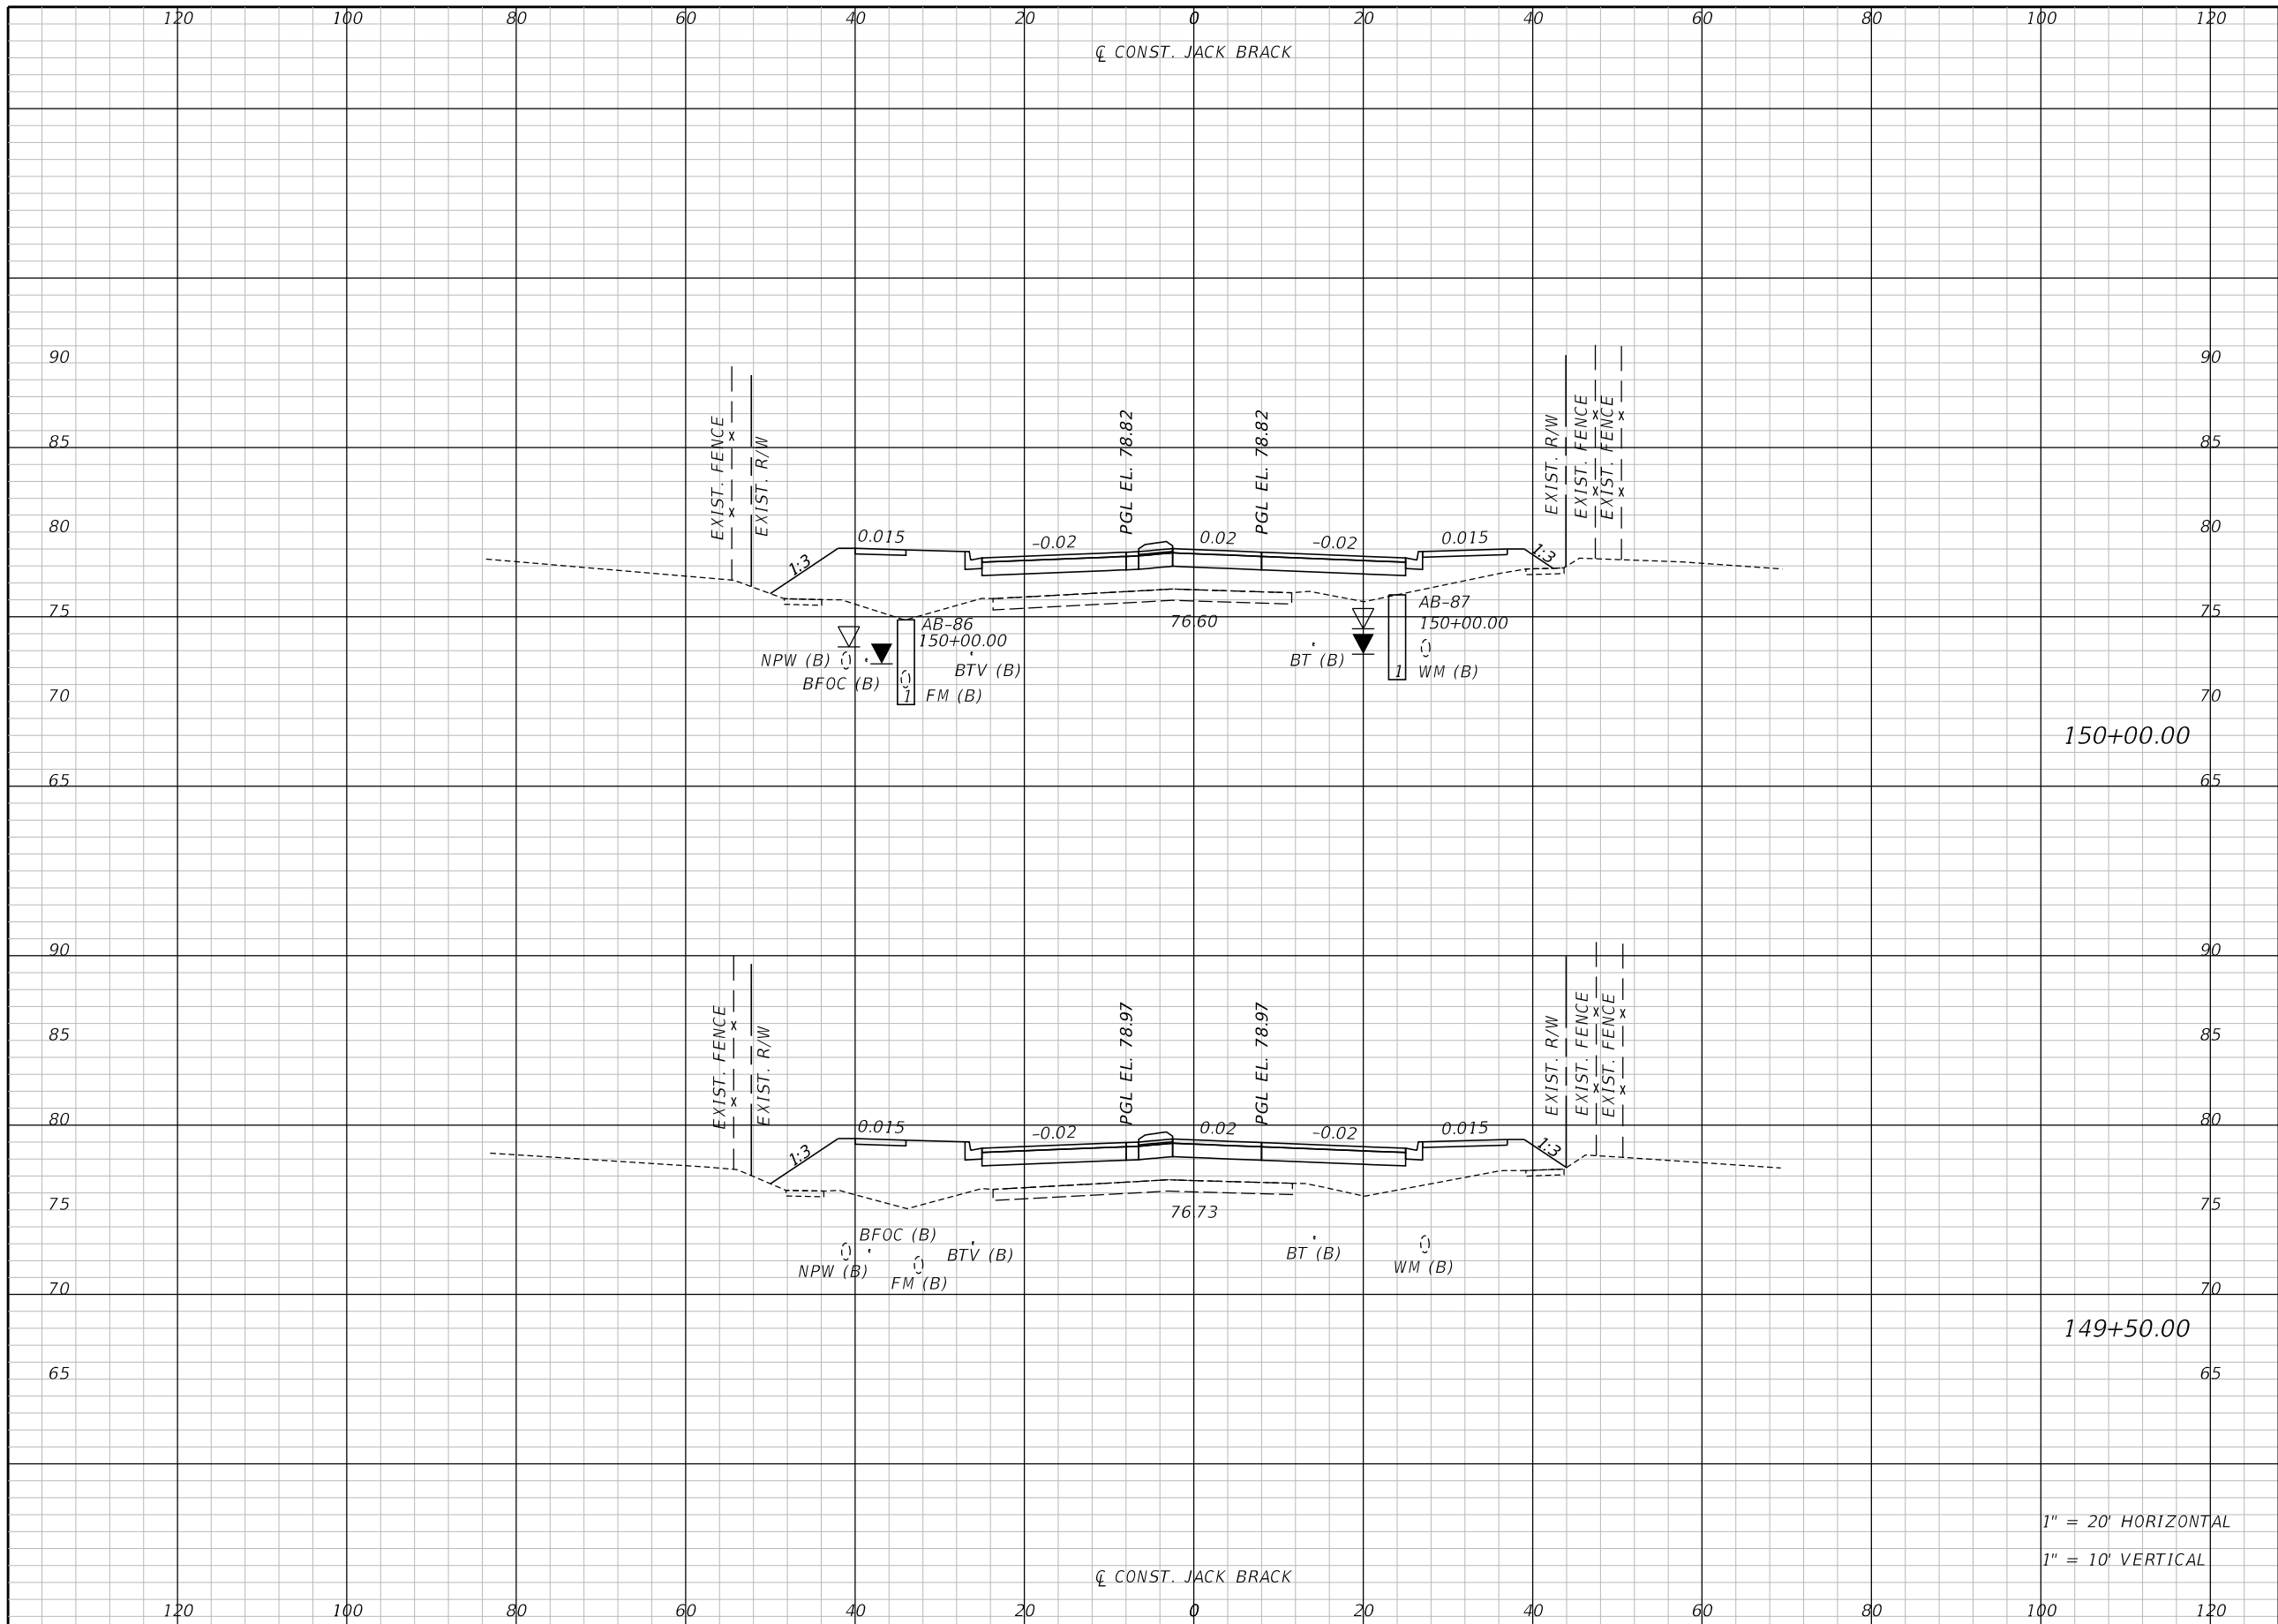 120 100 80 60 40 20 0 20 40 60 80 100 120
℄ CONST. JACK BRACK
90 90
EXIST. FENCE
EXIST. R/W
PGL EL. 78.82
PGL EL. 78.82
EXIST. R/W
EXIST. FENCE
EXIST. FENCE
85 85
80 80
1:3 0.015 -0.02 0.02 -0.02 0.015 1:3
75 75
76.60
AB-86
150+00.00
AB-87
150+00.00
NPW (B)
BFOC (B)
BTV (B)
BT (B)
1 WM (B)
1 FM (B)
70 70
150+00.00
65 65
90 90
EXIST. FENCE
EXIST. R/W
PGL EL. 78.97
PGL EL. 78.97
EXIST. R/W
EXIST. FENCE
EXIST. FENCE
85 85
80 80
1:3 0.015 -0.02 0.02 -0.02 0.015 1:3
75 75
76.73
BFOC (B)
BTV (B)
BT (B)
NPW (B)
WM (B)
FM (B)
70 70
149+50.00
65 65
1" = 20' HORIZONTAL
1" = 10' VERTICAL
℄ CONST. JACK BRACK
120 100 80 60 40 20 0 20 40 60 80 100 120